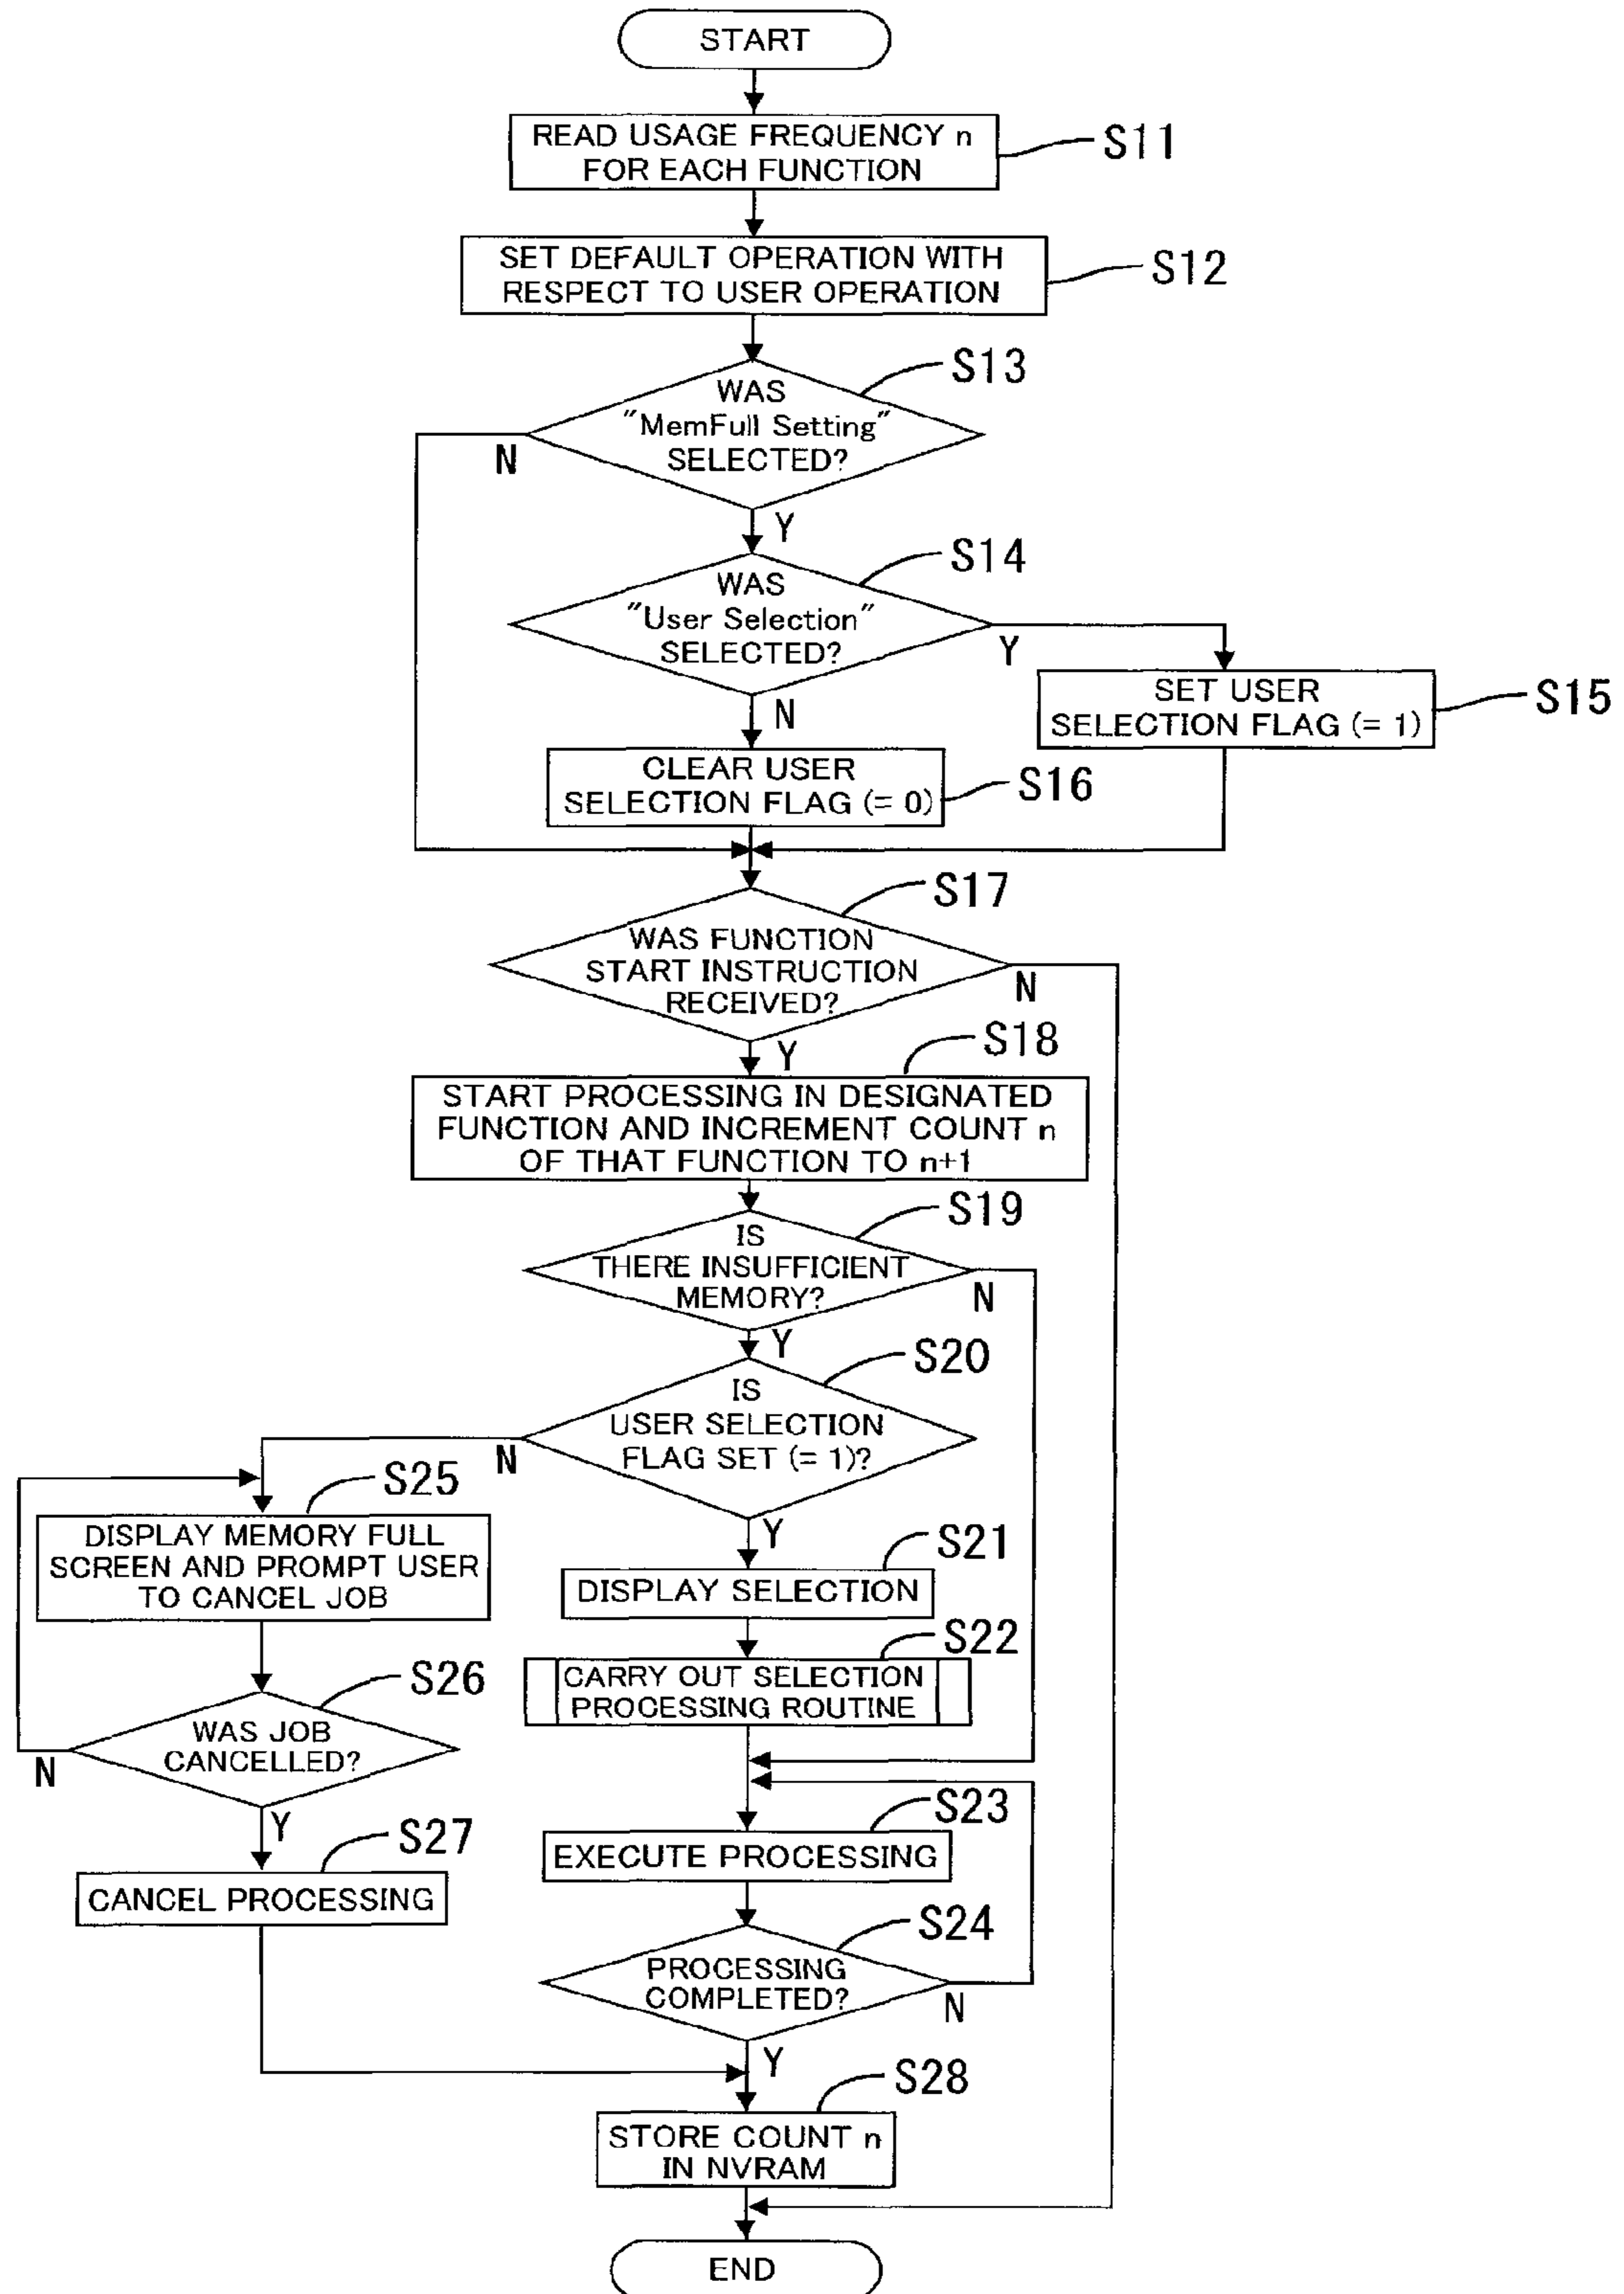 START
READ USAGE FREQUENCY n
FOR EACH FUNCTION
S11
SET DEFAULT OPERATION WITH
RESPECT TO USER OPERATION
S12
S13
WAS
"MemFull Setting"
SELECTED?
N
Y
S14
WAS
"User Selection"
SELECTED?
Y
N
SET USER
SELECTION FLAG (= 1)
S15
CLEAR USER
SELECTION FLAG (= 0)
S16
S17
WAS FUNCTION
START INSTRUCTION
RECEIVED?
N
Y
S18
START PROCESSING IN DESIGNATED
FUNCTION AND INCREMENT COUNT n
OF THAT FUNCTION TO n+1
S19
IS
THERE INSUFFICIENT
MEMORY?
N
Y
S20
IS
USER SELECTION
FLAG SET (= 1)?
N
Y
S25
DISPLAY MEMORY FULL
SCREEN AND PROMPT USER
TO CANCEL JOB
S21
DISPLAY SELECTION
S22
CARRY OUT SELECTION
PROCESSING ROUTINE
S26
WAS JOB
CANCELLED?
N
Y
S27
CANCEL PROCESSING
S23
EXECUTE PROCESSING
S24
PROCESSING
COMPLETED?
N
Y
S28
STORE COUNT n
IN NVRAM
END